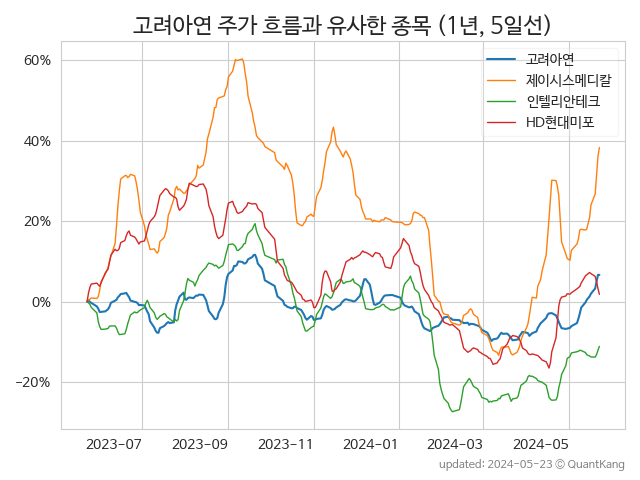 고려아연 주가 흐름과 유사한 종목 (1년, 5일선)
고려아연
제이시스메디칼
인텔리안테크
HD현대미포
60%
40%
20%
0%
−20%
2023-07
2023-09
2023-11
2024-01
2024-03
2024-05
updated: 2024-05-23 © QuantKang